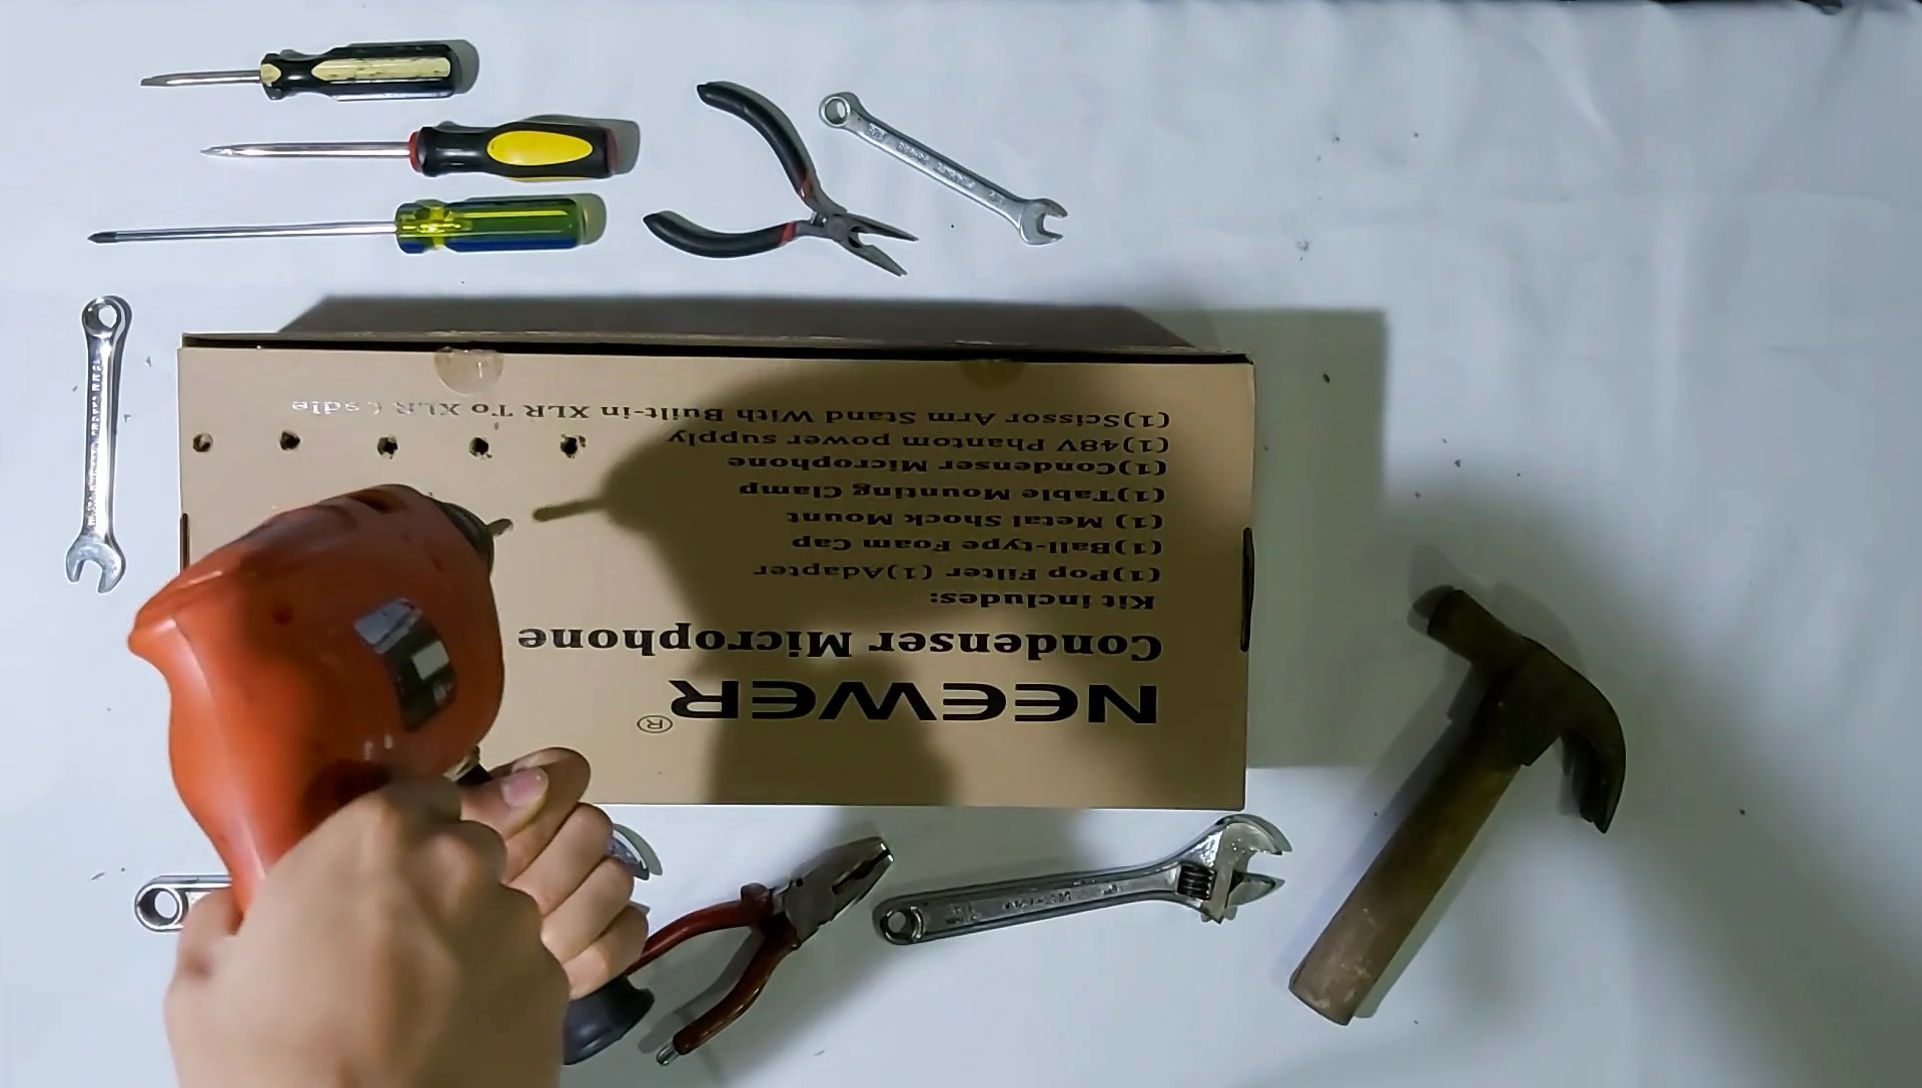 NEEWER®
Condenser Microphone
Kit includes:
(1)Pop Filter (1)Adapter
(1)Ball-type Foam Cap
(1) Metal Shock Mount
(1)Table Mounting Clamp
(1)Condenser Microphone
(1)48V Phantom power supply
(1)Scissor Arm Stand With Built-in XLR To XLR Cable